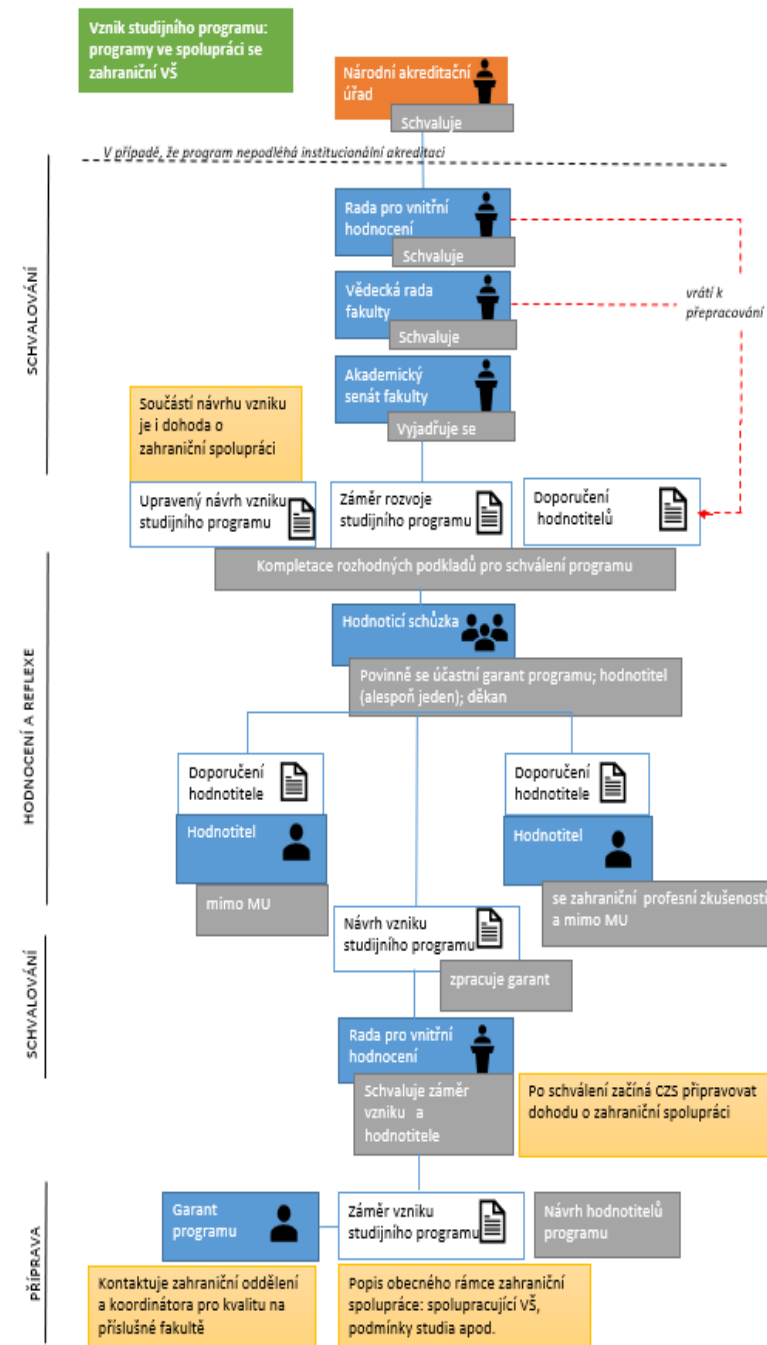 Vznik studijního programu:
programy ve spolupráci se
zahraniční VŠ
Národní akreditační
úřad
Schvaluje
V případě, že program nepodléhá institucionální akreditaci
SCHVALOVÁNÍ
Rada pro vnitřní
hodnocení
Schvaluje
Vědecká rada
fakulty
Schvaluje
vrátí k
přepracování
Akademický
senát fakulty
Vyjadřuje se
Součástí návrhu vzniku
je i dohoda o
zahraniční spolupráci
Upravený návrh vzniku
studijního programu
Záměr rozvoje
studijního programu
Doporučení
hodnotitelů
Kompletace rozhodných podkladů pro schválení programu
HODNOCENÍ A REFLEXE
Hodnoticí schůzka
Povinně se účastní garant programu; hodnotitel
(alespoň jeden); děkan
Doporučení
hodnotitele
Hodnotitel
mimo MU
Doporučení
hodnotitele
Hodnotitel
se zahraniční profesní zkušeností
a mimo MU
Návrh vzniku
studijního programu
zpracuje garant
SCHVALOVÁNÍ
Rada pro vnitřní
hodnocení
Schvaluje záměr
vzniku a
hodnotitele
Po schválení začíná CZS připravovat
dohodu o zahraniční spolupráci
PŘÍPRAVA
Garant
programu
Záměr vzniku
studijního programu
Návrh hodnotitelů
programu
Kontaktuje zahraniční oddělení
a koordinátora pro kvalitu na
příslušné fakultě
Popis obecného rámce zahraniční
spolupráce: spolupracující VŠ,
podmínky studia apod.